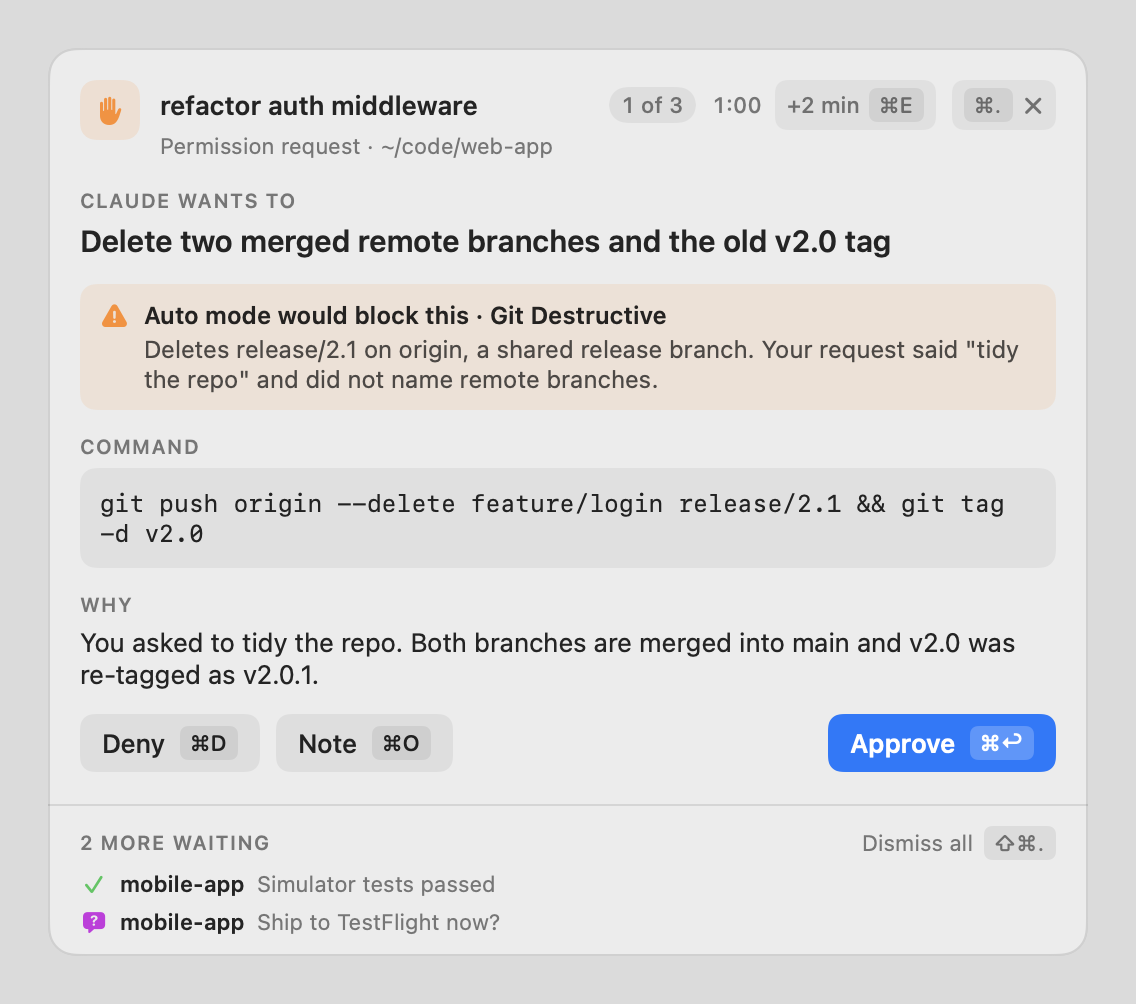 refactor auth middleware
1 of 3
1:00
+2 min ⌘E
⌘. ✕
Permission request · ~/code/web-app
CLAUDE WANTS TO
Delete two merged remote branches and the old v2.0 tag
Auto mode would block this · Git Destructive
Deletes release/2.1 on origin, a shared release branch. Your request said "tidy
the repo" and did not name remote branches.
COMMAND
git push origin --delete feature/login release/2.1 && git tag
-d v2.0
WHY
You asked to tidy the repo. Both branches are merged into main and v2.0 was
re-tagged as v2.0.1.
Deny ⌘D
Note ⌘O
Approve ⌘↩
2 MORE WAITING
Dismiss all ⇧⌘.
mobile-app Simulator tests passed
mobile-app Ship to TestFlight now?